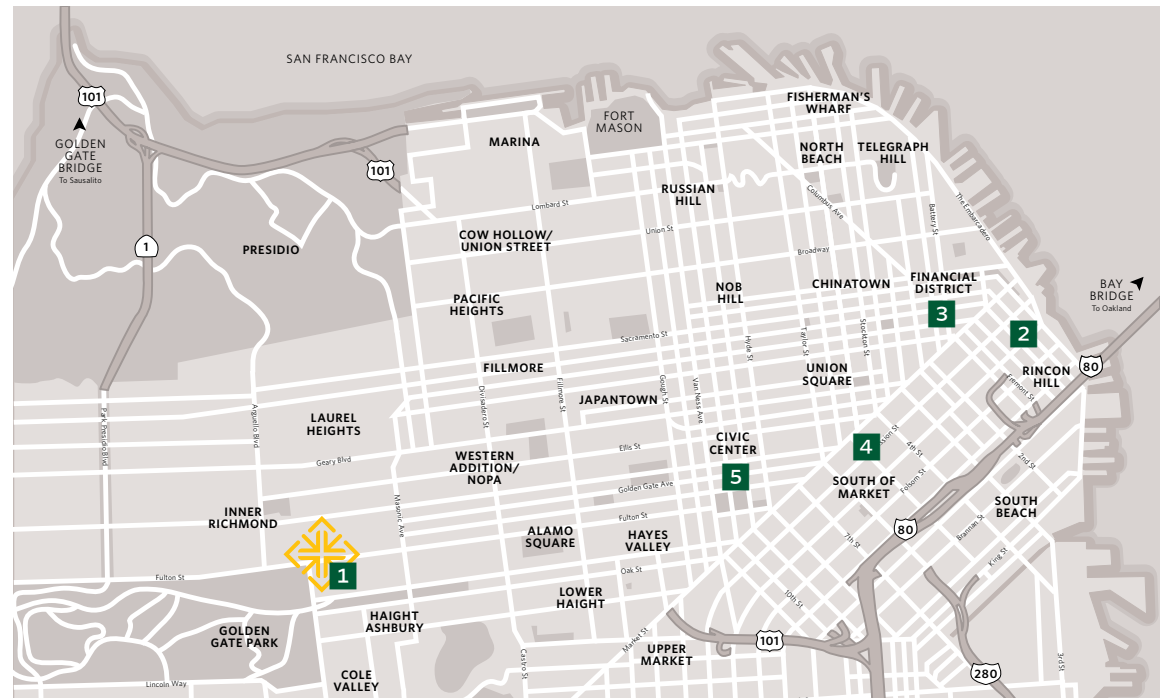 SAN FRANCISCO BAY
101
GOLDEN
GATE
BRIDGE
To Sausalito
101
1
PRESIDIO
MARINA
FORT
MASON
FISHERMAN'S
WHARF
NORTH
BEACH
TELEGRAPH
HILL
RUSSIAN
HILL
Columbus Ave
Battery St
The Embarcadero
Lombard St
COW HOLLOW/
UNION STREET
Union St
Broadway
PACIFIC
HEIGHTS
NOB
HILL
CHINATOWN
FINANCIAL
DISTRICT
3
2
BAY
BRIDGE
To Oakland
80
RINCON
HILL
Fremont St
Sacramento St
Hyde St
Taylor St
Stockton St
UNION
SQUARE
FILLMORE
Divisadero St
Fillmore St
Gough St
Van Ness Ave
JAPANTOWN
Park Presidio Blvd
Arguello Blvd
LAUREL
HEIGHTS
Geary Blvd
WESTERN
ADDITION/
NOPA
Ellis St
CIVIC
CENTER
5
4
4th St
2nd St
Folsom St
SOUTH OF
MARKET
Golden Gate Ave
Masonic Ave
INNER
RICHMOND
Fulton St
ALAMO
SQUARE
HAYES
VALLEY
7th St
80
SOUTH
BEACH
Brannan St
King St
1
Fulton St
Oak St
LOWER
HAIGHT
10th St
HAIGHT
ASHBURY
GOLDEN
GATE PARK
Market St
UPPER
MARKET
101
Castro St
COLE
VALLEY
Lincoln Way
280
3rd St